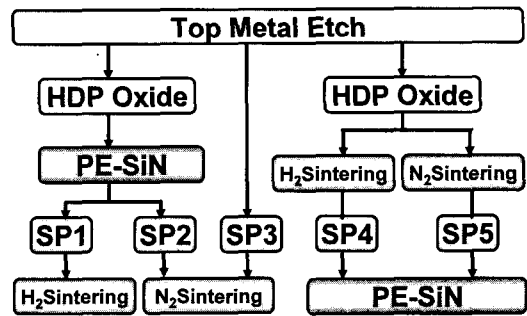 Top Metal Etch
HDP Oxide
HDP Oxide
PE-SiN
H₂Sintering
N₂Sintering
SP1
SP2
SP3
SP4
SP5
H₂Sintering
N₂Sintering
PE-SiN